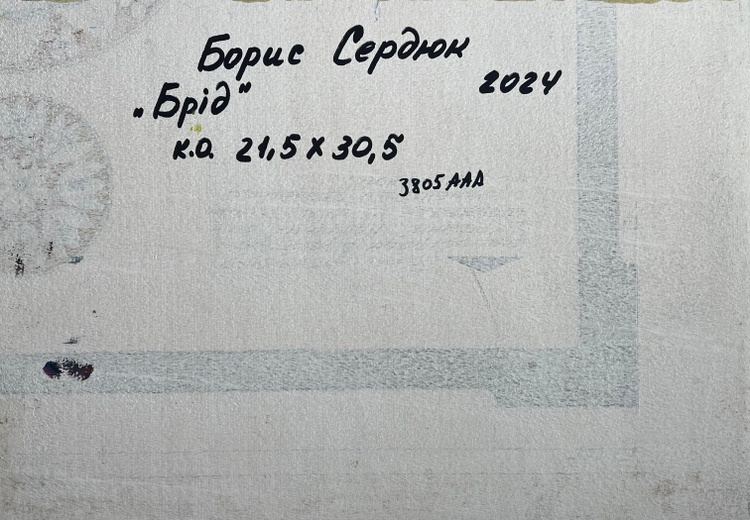 Борис Сердюк
2024
„Брід"
к.о. 21,5 х 30,5
3805 ААА